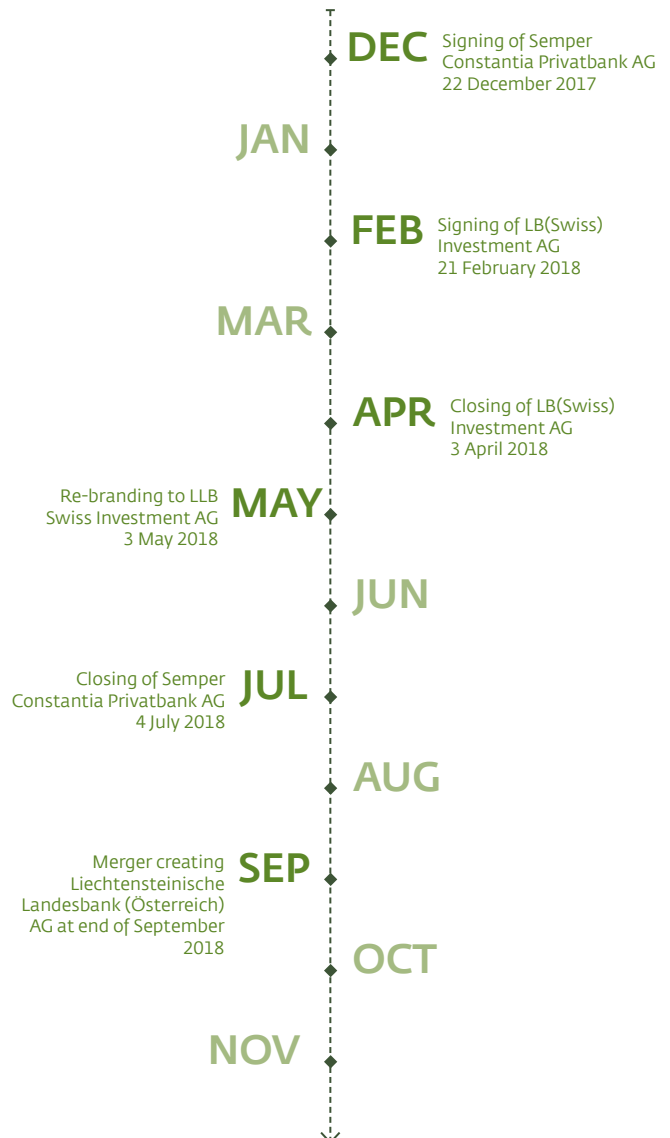 DEC
Signing of Semper
Constantia Privatbank AG
22 December 2017
JAN
FEB
Signing of LB(Swiss)
Investment AG
21 February 2018
MAR
APR
Closing of LB(Swiss)
Investment AG
3 April 2018
MAY
Re-branding to LLB
Swiss Investment AG
3 May 2018
JUN
JUL
Closing of Semper
Constantia Privatbank AG
4 July 2018
AUG
SEP
Merger creating
Liechtensteinische
Landesbank (Österreich)
AG at end of September
2018
OCT
NOV